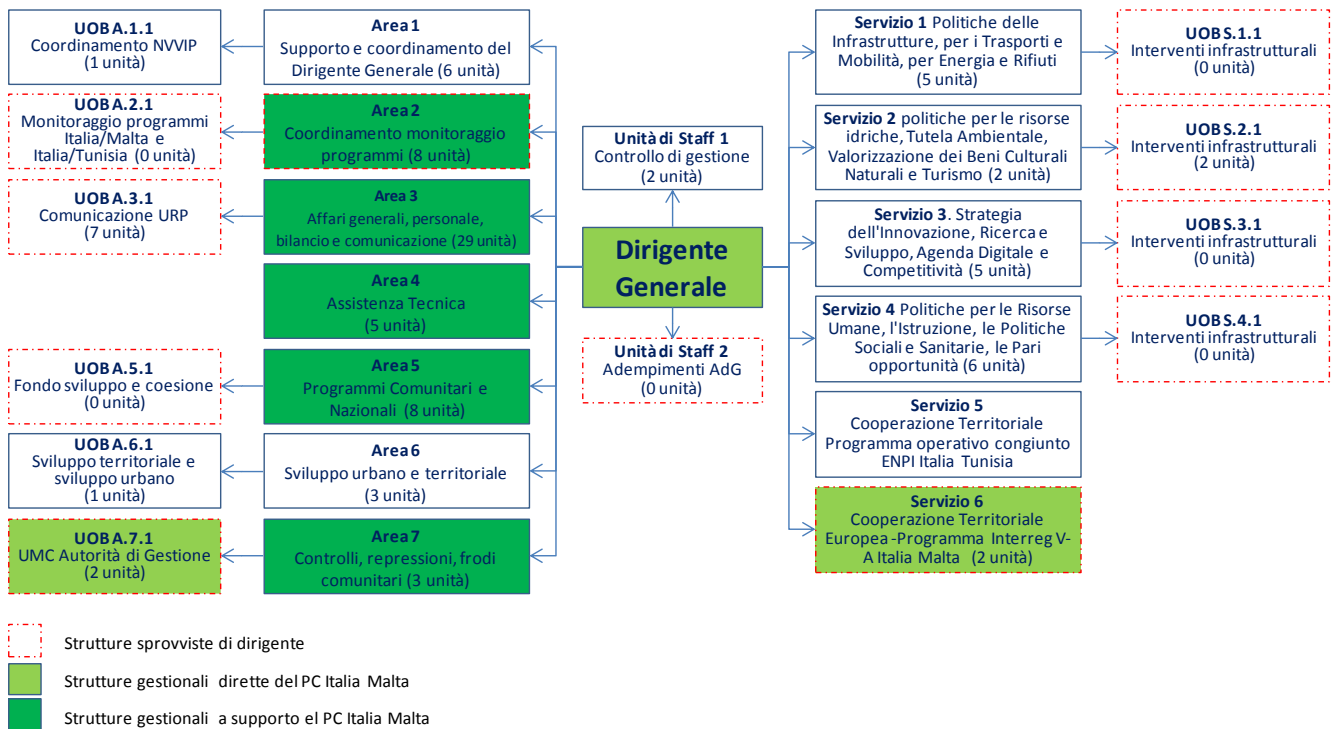 UOB A.1.1
Coordinamento NVVIP
(1 unità)
Area 1
Supporto e coordinamento del
Dirigente Generale (6 unità)
UOB A.2.1
Monitoraggio programmi
Italia/Malta e
Italia/Tunisia (0 unità)
Area 2
Coordinamento monitoraggio
programmi (8 unità)
UOB A.3.1
Comunicazione URP
(7 unità)
Area 3
Affari generali, personale,
bilancio e comunicazione (29 unità)
Area 4
Assistenza Tecnica
(5 unità)
UOB A.5.1
Fondo sviluppo e coesione
(0 unità)
Area 5
Programmi Comunitari e
Nazionali (8 unità)
UOB A.6.1
Sviluppo territoriale e
sviluppo urbano
(1 unità)
Area 6
Sviluppo urbano e territoriale
(3 unità)
UOB A.7.1
UMC Autorità di Gestione
(2 unità)
Area 7
Controlli, repressioni, frodi
comunitari (3 unità)
Unità di Staff 1
Controllo di gestione
(2 unità)
Dirigente
Generale
Unità di Staff 2
Adempimenti AdG
(0 unità)
Servizio 1 Politiche delle
Infrastrutture, per i Trasporti e
Mobilità, per Energia e Rifiuti
(5 unità)
UOB S.1.1
Interventi infrastrutturali
(0 unità)
Servizio 2 politiche per le risorse
idriche, Tutela Ambientale,
Valorizzazione dei Beni Culturali
Naturali e Turismo (2 unità)
UOB S.2.1
Interventi infrastrutturali
(2 unità)
Servizio 3. Strategia
dell'Innovazione, Ricerca e
Sviluppo, Agenda Digitale e
Competitività (5 unità)
UOB S.3.1
Interventi infrastrutturali
(0 unità)
Servizio 4 Politiche per le Risorse
Umane, l'Istruzione, le Politiche
Sociali e Sanitarie, le Pari
opportunità (6 unità)
UOB S.4.1
Interventi infrastrutturali
(0 unità)
Servizio 5
Cooperazione Territoriale
Programma operativo congiunto
ENPI Italia Tunisia
Servizio 6
Cooperazione Territoriale
Europea -Programma Interreg V-
A Italia Malta (2 unità)
Strutture sprovviste di dirigente
Strutture gestionali dirette del PC Italia Malta
Strutture gestionali a supporto el PC Italia Malta